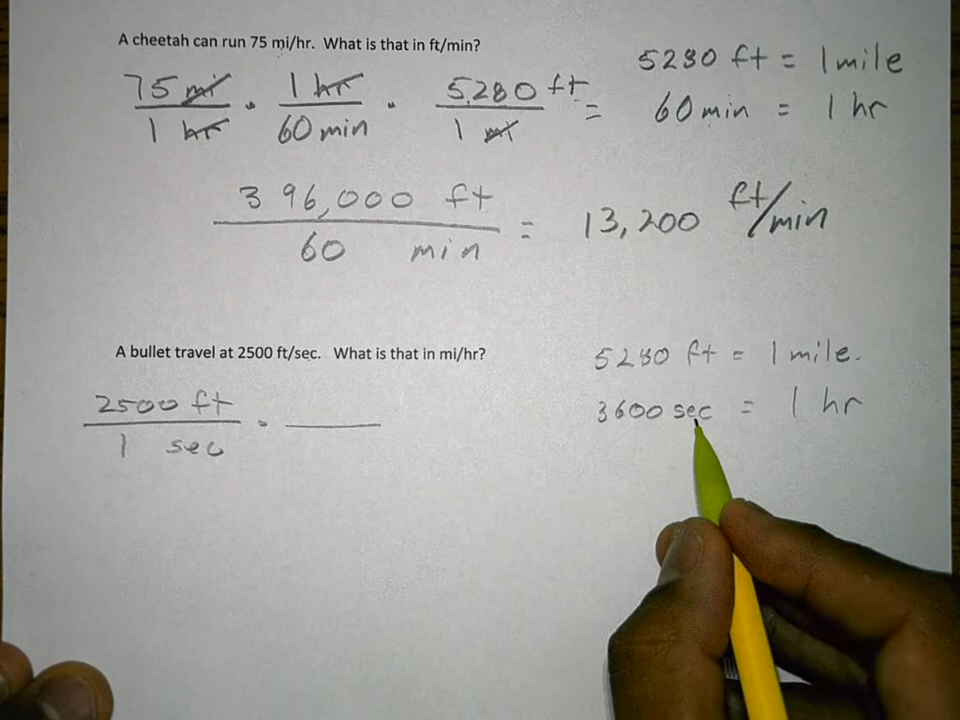 A cheetah can run 75 mi/hr. What is that in ft/min?
5280 ft = 1 mile
75 mi / 1 hr · 1 hr / 60 min · 5,280 ft / 1 mi =
60 min = 1 hr
396,000 ft / 60 min = 13,200 ft/min
A bullet travel at 2500 ft/sec. What is that in mi/hr?
5280 ft = 1 mile.
2500 ft / 1 sec ·
3600 sec = 1 hr